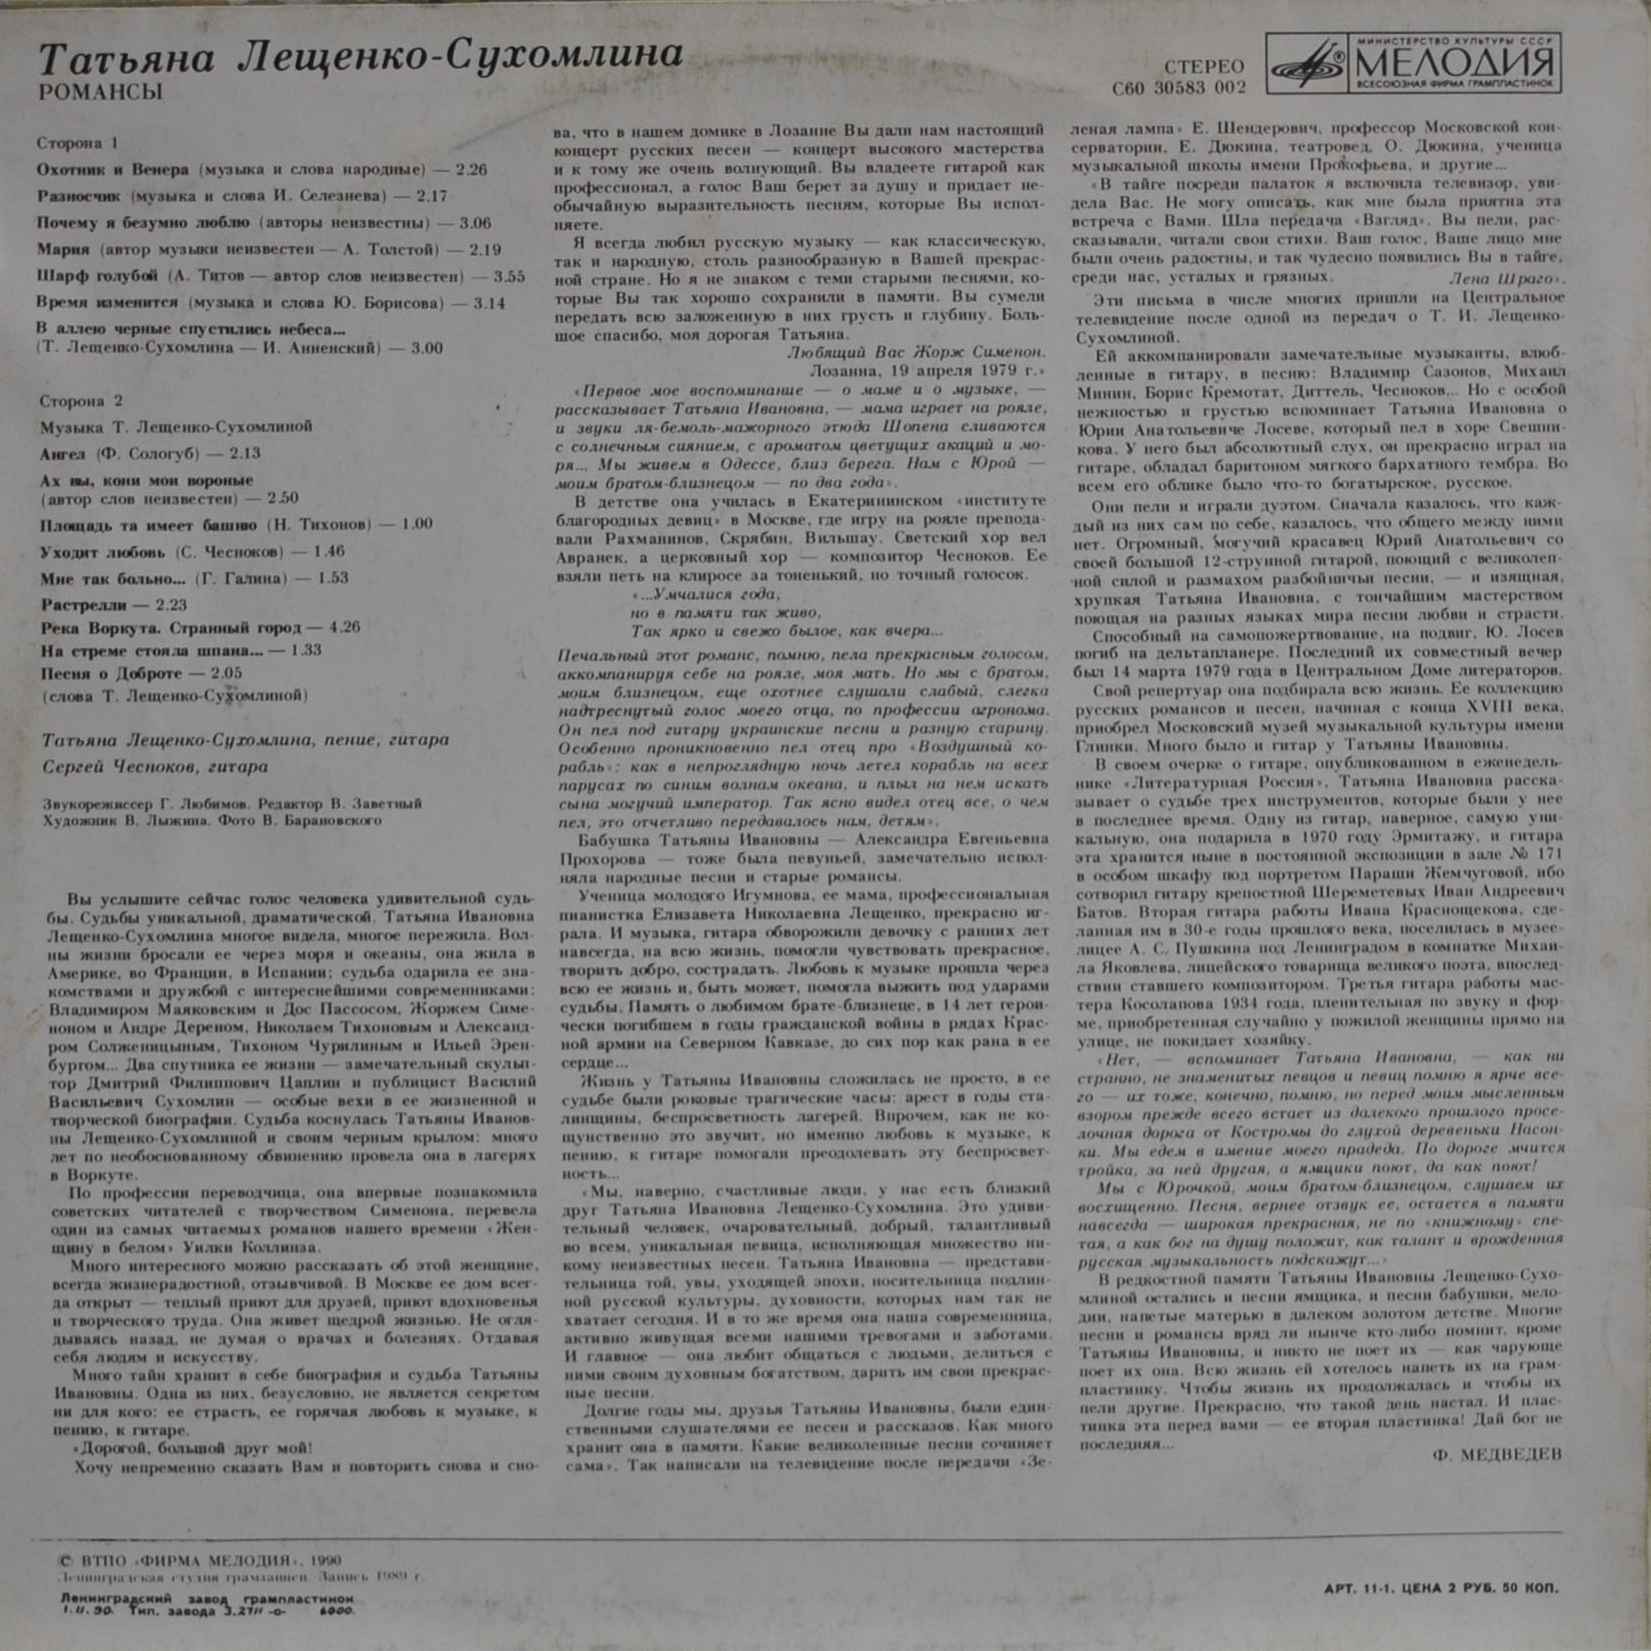 Татьяна Лещенко-Сухомлина
РОМАНСЫ
СТЕРЕО
С60 30583 002
МИНИСТЕРСТВО КУЛЬТУРЫ СССР
МЕЛОДИЯ
ВСЕСОЮЗНАЯ ФИРМА ГРАМПЛАСТИНОК
Сторона 1
Охотник и Венера (музыка и слова народные) — 2.26
Разносчик (музыка и слова И. Селезнева) — 2.17
Почему я безумно люблю (авторы неизвестны) — 3.06
Мария (автор музыки неизвестен — А. Толстой) — 2.19
Шарф голубой (А. Титов — автор слов неизвестен) — 3.55
Время изменится (музыка и слова Ю. Борисова) — 3.14
В аллею черные спустились небеса...
(Т. Лещенко-Сухомлина — И. Анненский) — 3.00
Сторона 2
Музыка Т. Лещенко-Сухомлиной
Ангел (Ф. Сологуб) — 2.13
Ах вы, кони мои вороные
(автор слов неизвестен) — 2.50
Площадь та имеет башню (Н. Тихонов) — 1.00
Уходит любовь (С. Чесноков) — 1.46
Мне так больно... (Г. Галина) — 1.53
Растрелли — 2.23
Река Воркута. Странный город — 4.26
На стреме стояла шпана... — 1.33
Песня о Доброте — 2.05
(слова Т. Лещенко-Сухомлиной)
Татьяна Лещенко-Сухомлина, пение, гитара
Сергей Чесноков, гитара
Звукорежиссер Г. Любимов. Редактор В. Заветный
Художник В. Лыжина. Фото В. Барановского
Вы услышите сейчас голос человека удивительной судь-
бы. Судьбы уникальной, драматической. Татьяна Ивановна
Лещенко-Сухомлина многое видела, многое пережила. Вол-
ны жизни бросали ее через моря и океаны, она жила в
Америке, во Франции, в Испании; судьба одарила ее зна-
комствами и дружбой с интереснейшими современниками:
Владимиром Маяковским и Дос Пассосом, Жоржем Симе-
ноном и Андре Дереном, Николаем Тихоновым и Александ-
ром Солженицыным, Тихоном Чурилиным и Ильей Эрен-
бургом... Два спутника ее жизни — замечательный скульп-
тор Дмитрий Филиппович Цаплин и публицист Василий
Васильевич Сухомлин — особые вехи в ее жизненной и
творческой биографии. Судьба коснулась Татьяны Иванов-
ны Лещенко-Сухомлиной и своим черным крылом: много
лет по необоснованному обвинению провела она в лагерях
в Воркуте.
По профессии переводчица, она впервые познакомила
советских читателей с творчеством Сименона, перевела
один из самых читаемых романов нашего времени «Жен-
щину в белом» Уилки Коллинза.
Много интересного можно рассказать об этой женщине,
всегда жизнерадостной, отзывчивой. В Москве ее дом всег-
да открыт — теплый приют для друзей, приют вдохновенья
и творческого труда. Она живет щедрой жизнью. Не огля-
дываясь назад, не думая о врачах и болезнях. Отдавая
себя людям и искусству.
Много тайн хранит в себе биография и судьба Татьяны
Ивановны. Одна из них, безусловно, не является секретом
ни для кого: ее страсть, ее горячая любовь к музыке, к
пению, к гитаре.
«Дорогой, большой друг мой!
Хочу непременно сказать Вам и повторить снова и сно-
ва, что в нашем домике в Лозанне Вы дали нам настоящий
концерт русских песен — концерт высокого мастерства
и к тому же очень волнующий. Вы владеете гитарой как
профессионал, а голос Ваш берет за душу и придает не-
обычайную выразительность песням, которые Вы испол-
няете.
Я всегда любил русскую музыку — как классическую,
так и народную, столь разнообразную в Вашей прекрас-
ной стране. Но я не знаком с теми старыми песнями, ко-
торые Вы так хорошо сохранили в памяти. Вы сумели
передать всю заложенную в них грусть и глубину. Боль-
шое спасибо, моя дорогая Татьяна.
Любящий Вас Жорж Сименон.
Лозанна, 19 апреля 1979 г.»
«Первое мое воспоминание — о маме и о музыке, —
рассказывает Татьяна Ивановна, — мама играет на рояле,
и звуки ля-бемоль-мажорного этюда Шопена сливаются
с солнечным сиянием, с ароматом цветущих акаций и мо-
ря... Мы живем в Одессе, близ берега. Нам с Юрой —
моим братом-близнецом — по два года».
В детстве она училась в Екатерининском «институте
благородных девиц» в Москве, где игру на рояле препода-
вали Рахманинов, Скрябин, Вильшау. Светский хор вел
Авранек, а церковный хор — композитор Чесноков. Ее
взяли петь на клиросе за тоненький, но точный голосок.
«...Умчалися года,
но в памяти так живо,
Так ярко и свежо былое, как вчера...
Печальный этот романс, помню, пела прекрасным голосом,
аккомпанируя себе на рояле, моя мать. Но мы с братом,
моим близнецом, еще охотнее слушали слабый, слегка
надтреснутый голос моего отца, по профессии агронома.
Он пел под гитару украинские песни и разную старину.
Особенно проникновенно пел отец про «Воздушный ко-
рабль»: как в непроглядную ночь летел корабль на всех
парусах по синим волнам океана, и плыл на нем искать
сына могучий император. Так ясно видел отец все, о чем
пел, это отчетливо передавалось нам, детям».
Бабушка Татьяны Ивановны — Александра Евгеньевна
Прохорова — тоже была певуньей, замечательно испол-
няла народные песни и старые романсы.
Ученица молодого Игумнова, ее мама, профессиональная
пианистка Елизавета Николаевна Лещенко, прекрасно иг-
рала. И музыка, гитара обворожили девочку с ранних лет
навсегда, на всю жизнь, помогли чувствовать прекрасное,
творить добро, сострадать. Любовь к музыке прошла через
всю ее жизнь и, быть может, помогла выжить под ударами
судьбы. Память о любимом брате-близнеце, в 14 лет герои-
чески погибшем в годы гражданской войны в рядах Крас-
ной армии на Северном Кавказе, до сих пор как рана в ее
сердце...
Жизнь у Татьяны Ивановны сложилась не просто, в ее
судьбе были роковые трагические часы: арест в годы ста-
линщины, беспросветность лагерей. Впрочем, как не ко-
щунственно это звучит, но именно любовь к музыке, к
пению, к гитаре помогали преодолевать эту беспросвет-
ность...
«Мы, наверно, счастливые люди, у нас есть близкий
друг Татьяна Ивановна Лещенко-Сухомлина. Это удиви-
тельный человек, очаровательный, добрый, талантливый
во всем, уникальная певица, исполняющая множество ни-
кому неизвестных песен. Татьяна Ивановна — представи-
тельница той, увы, уходящей эпохи, носительница подлин-
ной русской культуры, духовности, которых нам так не
хватает сегодня. И в то же время она наша современница,
активно живущая всеми нашими тревогами и заботами.
И главное — она любит общаться с людьми, делиться с
ними своим духовным богатством, дарить им свои прекрас-
ные песни.
Долгие годы мы, друзья Татьяны Ивановны, были един-
ственными слушателями ее песен и рассказов. Как много
хранит она в памяти. Какие великолепные песни сочиняет
сама». Так написали на телевидение после передачи «Зе-
леная лампа» Е. Шендерович, профессор Московской кон-
серватории, Е. Дюкина, театровед, О. Дюкина, ученица
музыкальной школы имени Прокофьева, и другие...
«В тайге посреди палаток я включила телевизор, уви-
дела Вас. Не могу описать, как мне была приятна эта
встреча с Вами. Шла передача «Взгляд». Вы пели, рас-
сказывали, читали свои стихи. Ваш голос, Ваше лицо мне
были очень радостны, и так чудесно появились Вы в тайге,
среди нас, усталых и грязных. Лена Шраго».
Эти письма в числе многих пришли на Центральное
телевидение после одной из передач о Т. И. Лещенко-
Сухомлиной.
Ей аккомпанировали замечательные музыканты, влюб-
ленные в гитару, в песню: Владимир Сазонов, Михаил
Минин, Борис Кремотат, Диттель, Чесноков... Но с особой
нежностью и грустью вспоминает Татьяна Ивановна о
Юрии Анатольевиче Лосеве, который пел в хоре Свешни-
кова. У него был абсолютный слух, он прекрасно играл на
гитаре, обладал баритоном мягкого бархатного тембра. Во
всем его облике было что-то богатырское, русское.
Они пели и играли дуэтом. Сначала казалось, что каж-
дый из них сам по себе, казалось, что общего между ними
нет. Огромный, могучий красавец Юрий Анатольевич со
своей большой 12-струнной гитарой, поющий с великолеп-
ной силой и размахом разбойничьи песни, — и изящная,
хрупкая Татьяна Ивановна, с тончайшим мастерством
поющая на разных языках мира песни любви и страсти.
Способный на самопожертвование, на подвиг, Ю. Лосев
погиб на дельтаплане­ре. Последний их совместный вечер
был 14 марта 1979 года в Центральном Доме литераторов.
Свой репертуар она подбирала всю жизнь. Ее коллекцию
русских романсов и песен, начиная с конца XVIII века,
приобрел Московский музей музыкальной культуры имени
Глинки. Много было и гитар у Татьяны Ивановны.
В своем очерке о гитаре, опубликованном в еженедель-
нике «Литературная Россия», Татьяна Ивановна расска-
зывает о судьбе трех инструментов, которые были у нее
в последнее время. Одну из гитар, наверное, самую уни-
кальную, она подарила в 1970 году Эрмитажу, и гитара
эта хранится ныне в постоянной экспозиции в зале № 171
в особом шкафу под портретом Параши Жемчуговой, ибо
сотворил гитару крепостной Шереметевых Иван Андреевич
Батов. Вторая гитара работы Ивана Краснощекова, сде-
ланная им в 30-е годы прошлого века, поселилась в музее-
лицее А. С. Пушкина под Ленинградом в комнатке Михаи-
ла Яковлева, лицейского товарища великого поэта, впослед-
ствии ставшего композитором. Третья гитара работы мас-
тера Косолапова 1934 года, пленительная по звуку и фор-
ме, приобретенная случайно у пожилой женщины прямо на
улице, не покидает хозяйку.
«Нет, — вспоминает Татьяна Ивановна, — как ни
странно, не знаменитых певцов и певиц помню я ярче все-
го — их тоже, конечно, помню, но перед моим мысленным
взором прежде всего встает из далекого прошлого просе-
лочная дорога от Костромы до глухой деревеньки Насон-
ки. Мы едем в имение моего прадеда. По дороге мчится
тройка, за ней другая, а ямщики поют, да как поют!
Мы с Юрочкой, моим братом-близнецом, слушаем их
восхищенно. Песня, вернее отзвук ее, остается в памяти
навсегда — широкая прекрасная, не по «книжному» спе-
тая, а как бог на душу положит, как талант и врожденная
русская музыкальность подскажут...»
В редкостной памяти Татьяны Ивановны Лещенко-Сухо-
млиной остались и песни ямщика, и песни бабушки, мело-
дии, напетые матерью в далеком золотом детстве. Многие
песни и романсы вряд ли нынче кто-либо помнит, кроме
Татьяны Ивановны, и никто не поет их — как чарующе
поет их она. Всю жизнь ей хотелось напеть их на грам-
пластинку. Чтобы жизнь их продолжалась и чтобы их
пели другие. Прекрасно, что такой день настал. И плас-
тинка эта перед вами — ее вторая пластинка! Дай бог не
последняя...
Ф. МЕДВЕДЕВ
© ВТПО «ФИРМА МЕЛОДИЯ», 1990
Ленинградская студия грамзаписи. Запись 1989 г.
Ленинградский завод грампластинок
Тип. завода
6000.
АРТ. 11-1. ЦЕНА 2 РУБ. 50 КОП.